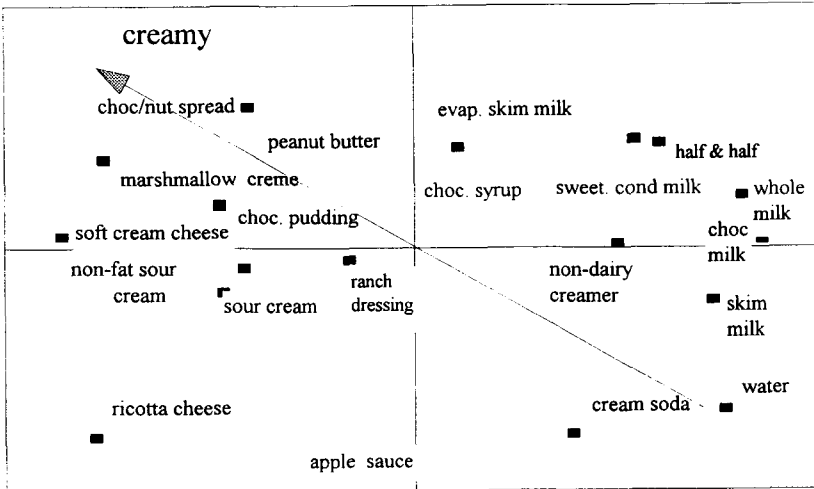 creamy
choc/nut spread
evap. skim milk
peanut butter
half & half
marshmallow creme
choc. syrup
sweet. cond milk
whole
milk
choc. pudding
soft cream cheese
choc
milk
non-fat sour
cream
sour cream
ranch
dressing
non-dairy
creamer
skim
milk
water
ricotta cheese
cream soda
apple sauce